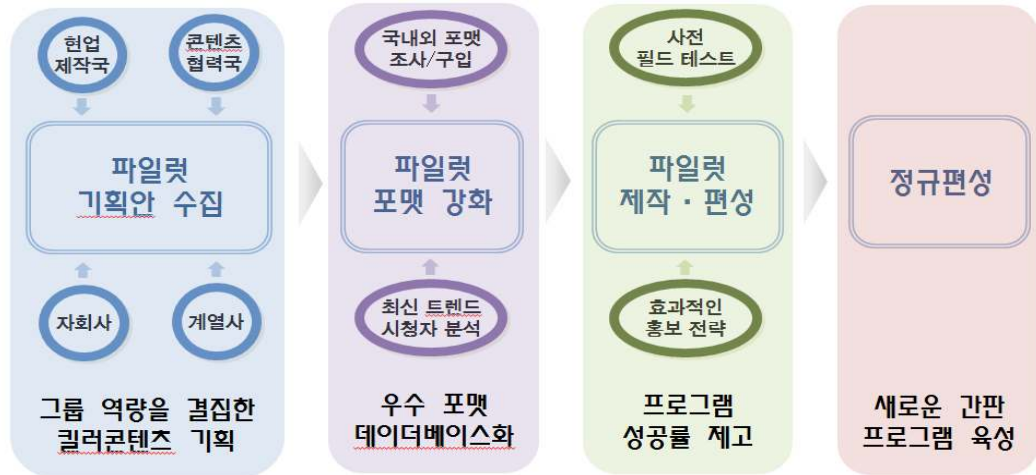 현업
제작국
콘텐츠
협력국
파일럿
기획안 수집
자회사
계열사
그룹 역량을 결집한
킬러콘텐츠 기획
국내외 포맷
조사/구입
파일럿
포맷 강화
최신 트렌드
시청자 분석
우수 포맷
데이터베이스화
사전
필드 테스트
파일럿
제작 · 편성
효과적인
홍보 전략
프로그램
성공률 제고
정규편성
새로운 간판
프로그램 육성